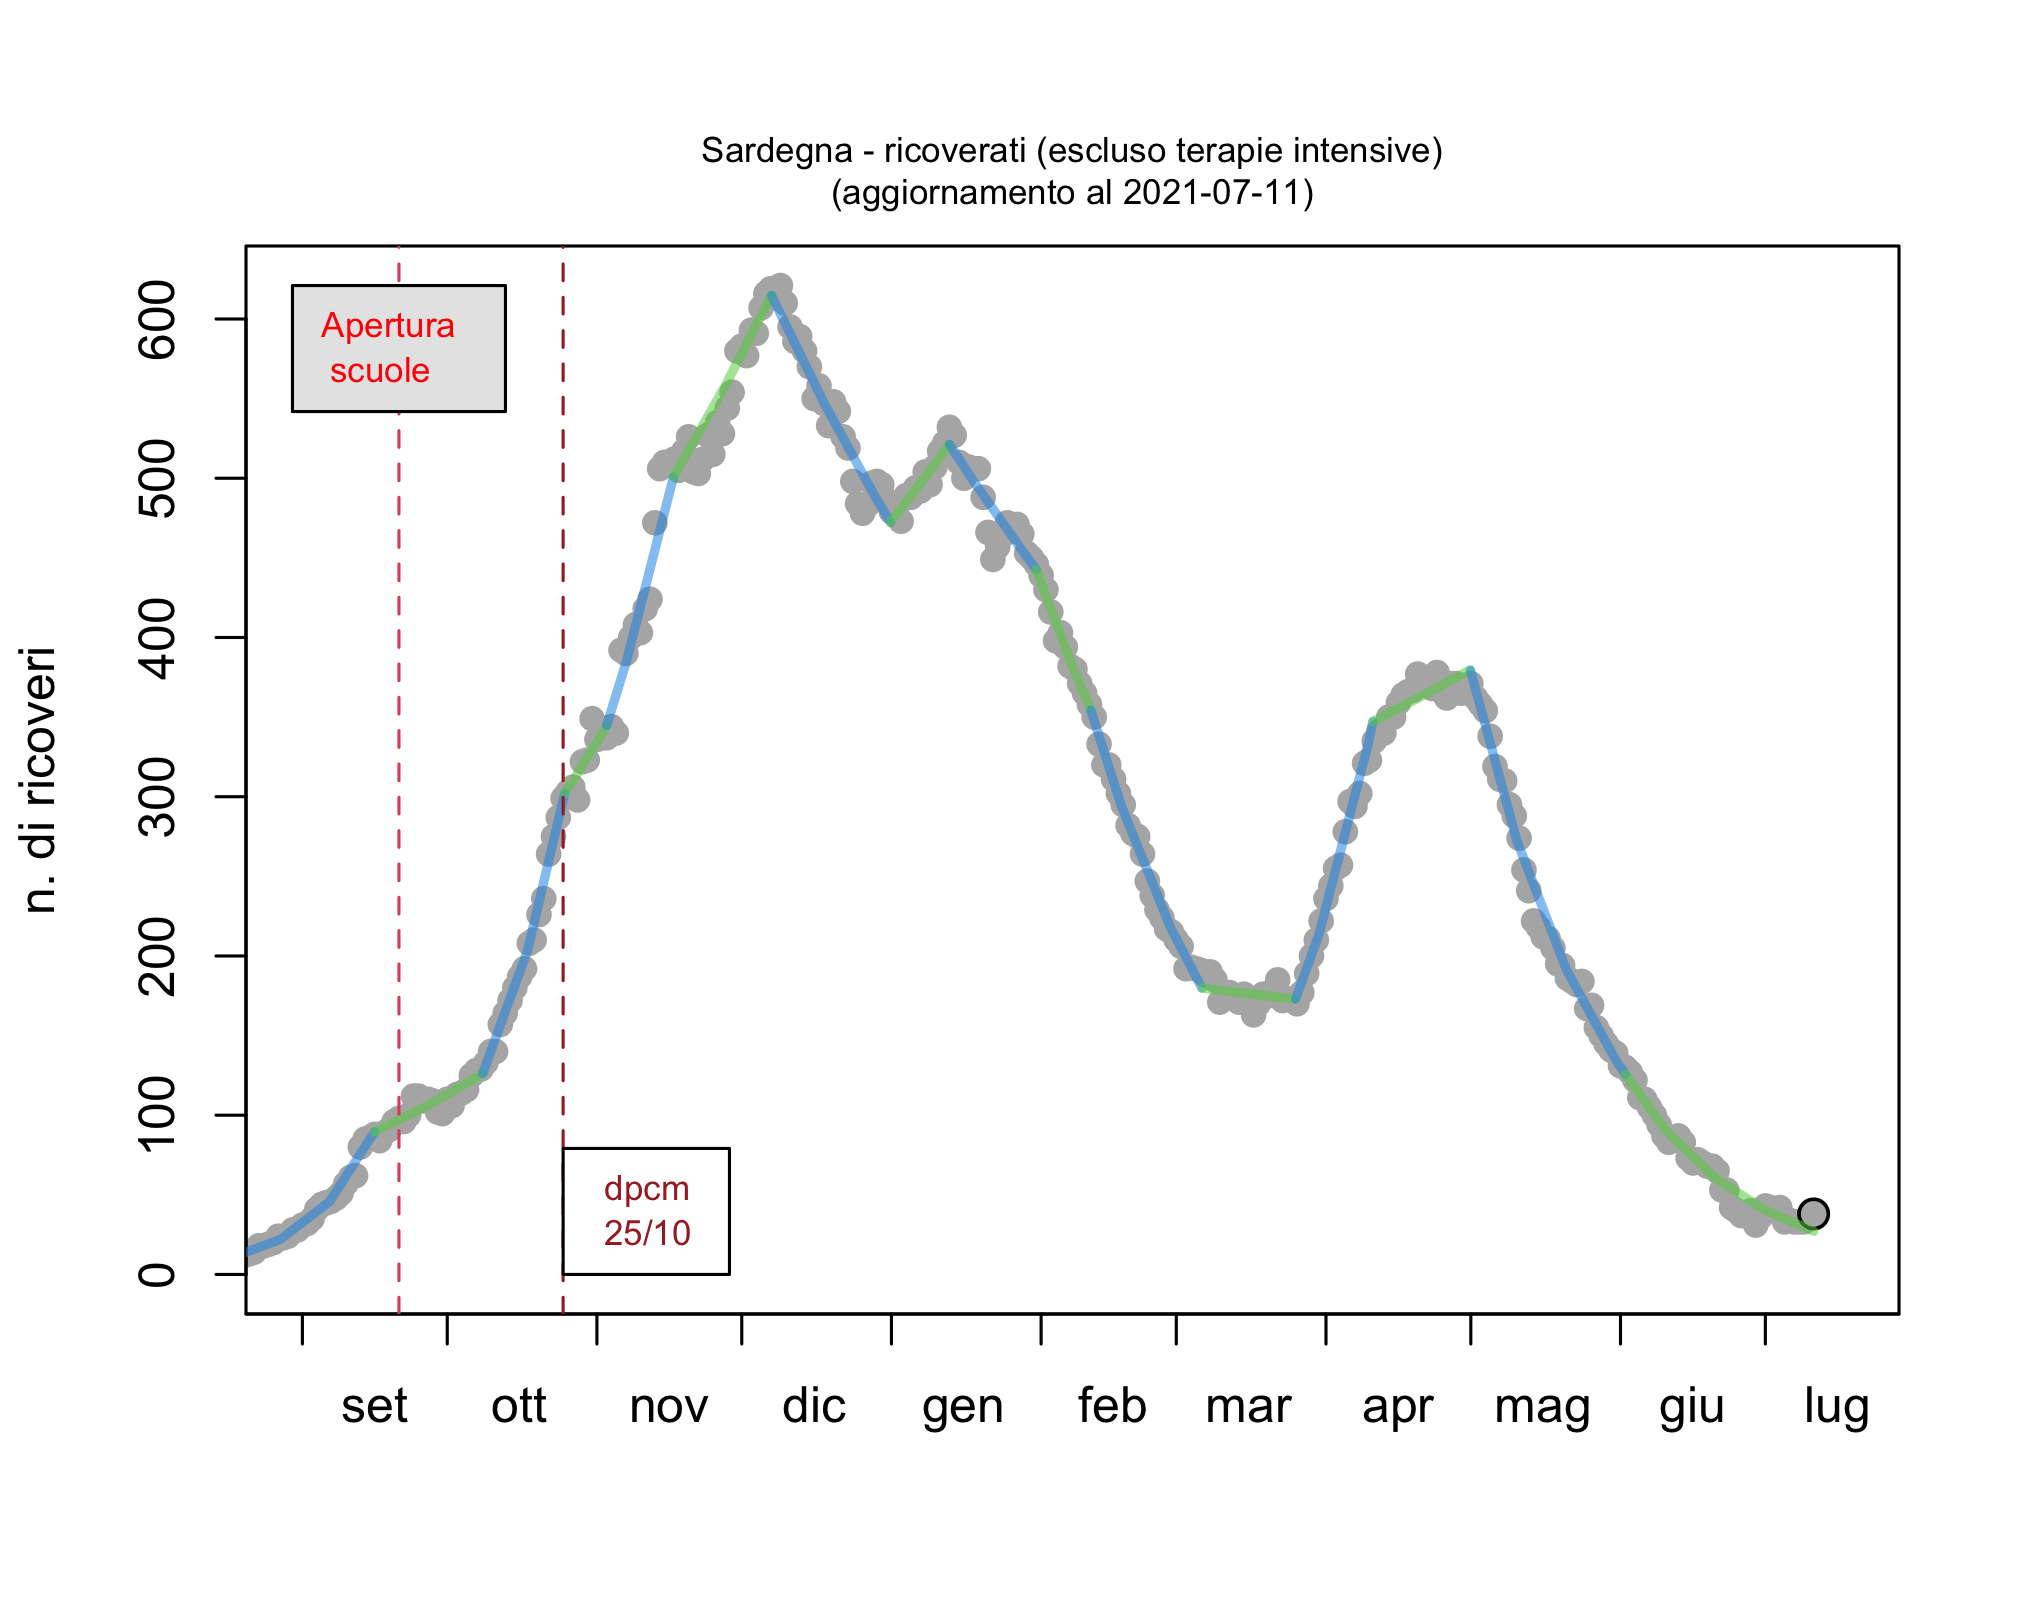 Sardegna - ricoverati (escluso terapie intensive)
(aggiornamento al 2021-07-11)
Apertura
scuole
dpcm
25/10
n. di ricoveri
600
500
400
300
200
100
0
set ott nov dic gen feb mar apr mag giu lug